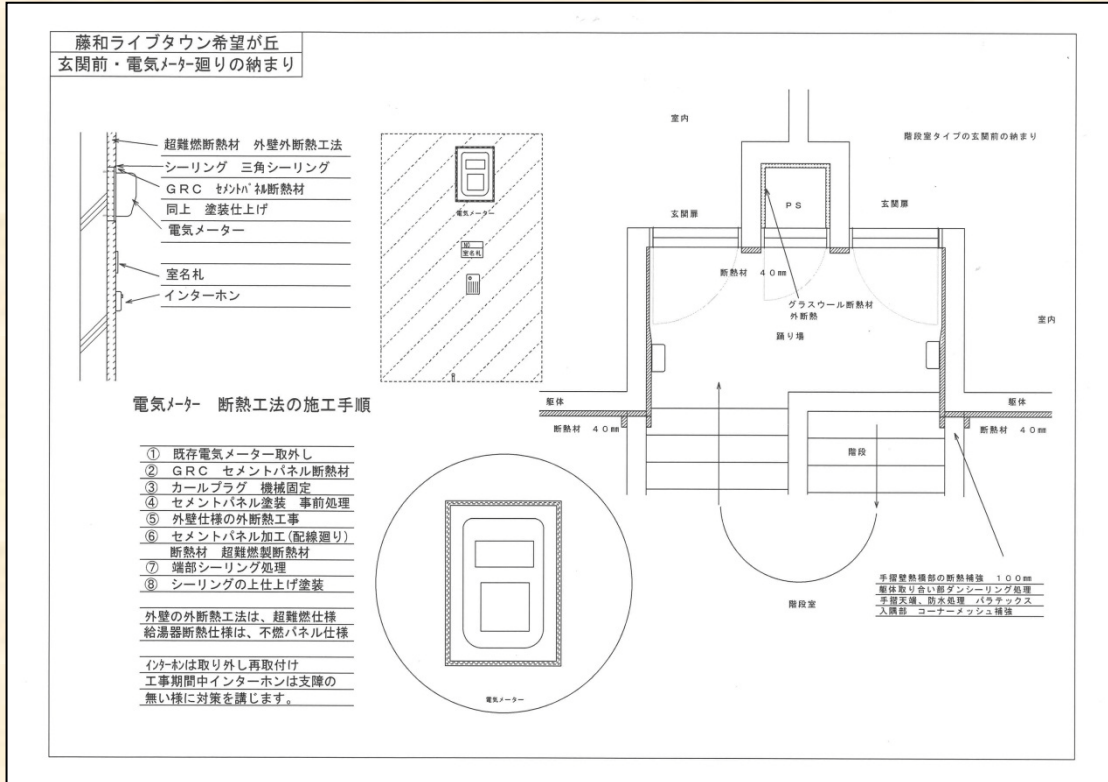 藤和ライブタウン希望が丘
玄関前・電気ﾒｰﾀｰ廻りの納まり
超難燃断熱材 外壁外断熱工法
シーリング 三角シーリング
GRC ｾﾒﾝﾄﾊﾟﾈﾙ断熱材
同上 塗装仕上げ
電気メーター
室名札
インターホン
電気メーター
NO
室名札
電気ﾒｰﾀｰ 断熱工法の施工手順
① 既存電気メーター取外し
② GRC セメントパネル断熱材
③ カールプラグ 機械固定
④ セメントパネル塗装 事前処理
⑤ 外壁仕様の外断熱工事
⑥ セメントパネル加工(配線廻り)
断熱材 超難燃製断熱材
⑦ 端部シーリング処理
⑧ シーリングの上仕上げ塗装
外壁の外断熱工法は、超難燃仕様
給湯器断熱仕様は、不燃パネル仕様
ｲﾝﾀｰﾎﾝは取り外し再取付け
工事期間中インターホンは支障の
無い様に対策を講じます。
電気メーター
室内
階段室タイプの玄関前の納まり
PS
玄関扉
玄関扉
断熱材 40㎜
グラスウール断熱材
外断熱
室内
踊り場
躯体
躯体
断熱材 40㎜
断熱材 40㎜
階段
階段室
手摺壁熱橋部の断熱補強 100㎜
躯体取り合い部ダンシーリング処理
手摺天端、防水処理 パラテックス
入隅部 コーナーメッシュ補強